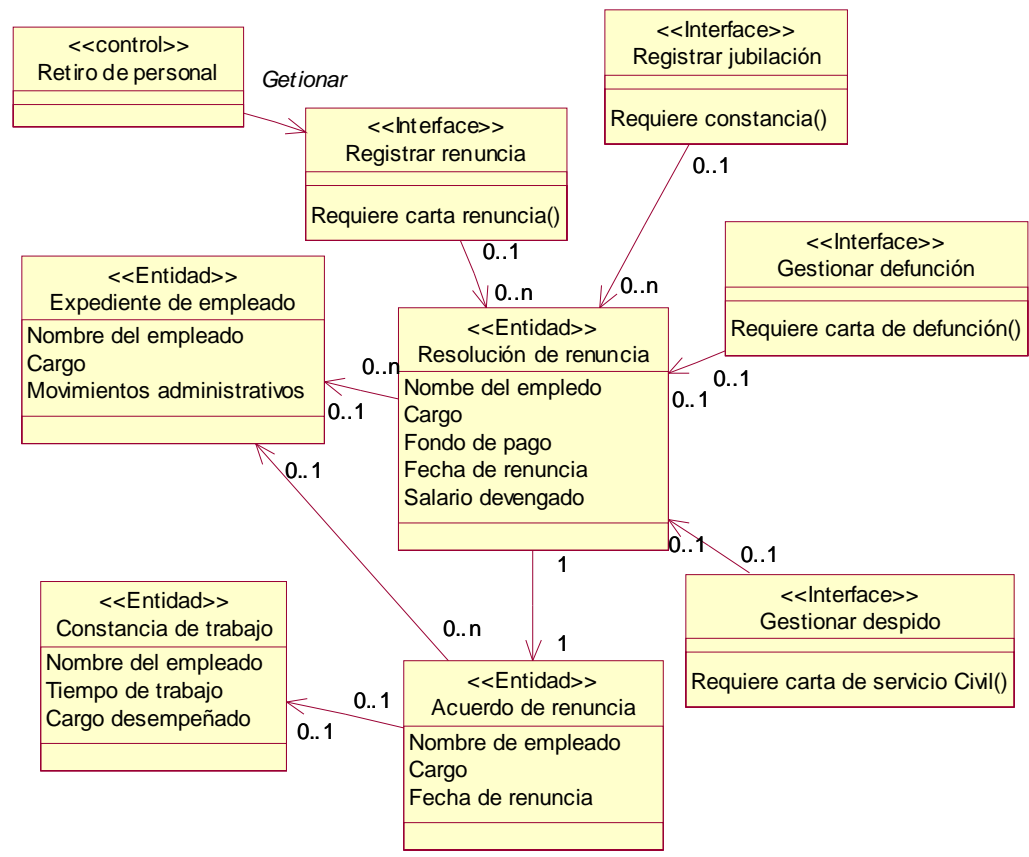 <<control>>
Retiro de personal
Getionar
<<Interface>>
Registrar renuncia
Requiere carta renuncia()
<<Interface>>
Registrar jubilación
Requiere constancia()
0..1
0..1
0..n
0..n
<<Interface>>
Gestionar defunción
Requiere carta de defunción()
0..1
0..1
<<Entidad>>
Expediente de empleado
Nombre del empleado
Cargo
Movimientos administrativos
0..n
0..1
0..1
<<Entidad>>
Resolución de renuncia
Nombe del empledo
Cargo
Fondo de pago
Fecha de renuncia
Salario devengado
0..1
0..1
1
1
<<Interface>>
Gestionar despido
Requiere carta de servicio Civil()
<<Entidad>>
Constancia de trabajo
Nombre del empleado
Tiempo de trabajo
Cargo desempeñado
0..n
0..1
0..1
<<Entidad>>
Acuerdo de renuncia
Nombre de empleado
Cargo
Fecha de renuncia